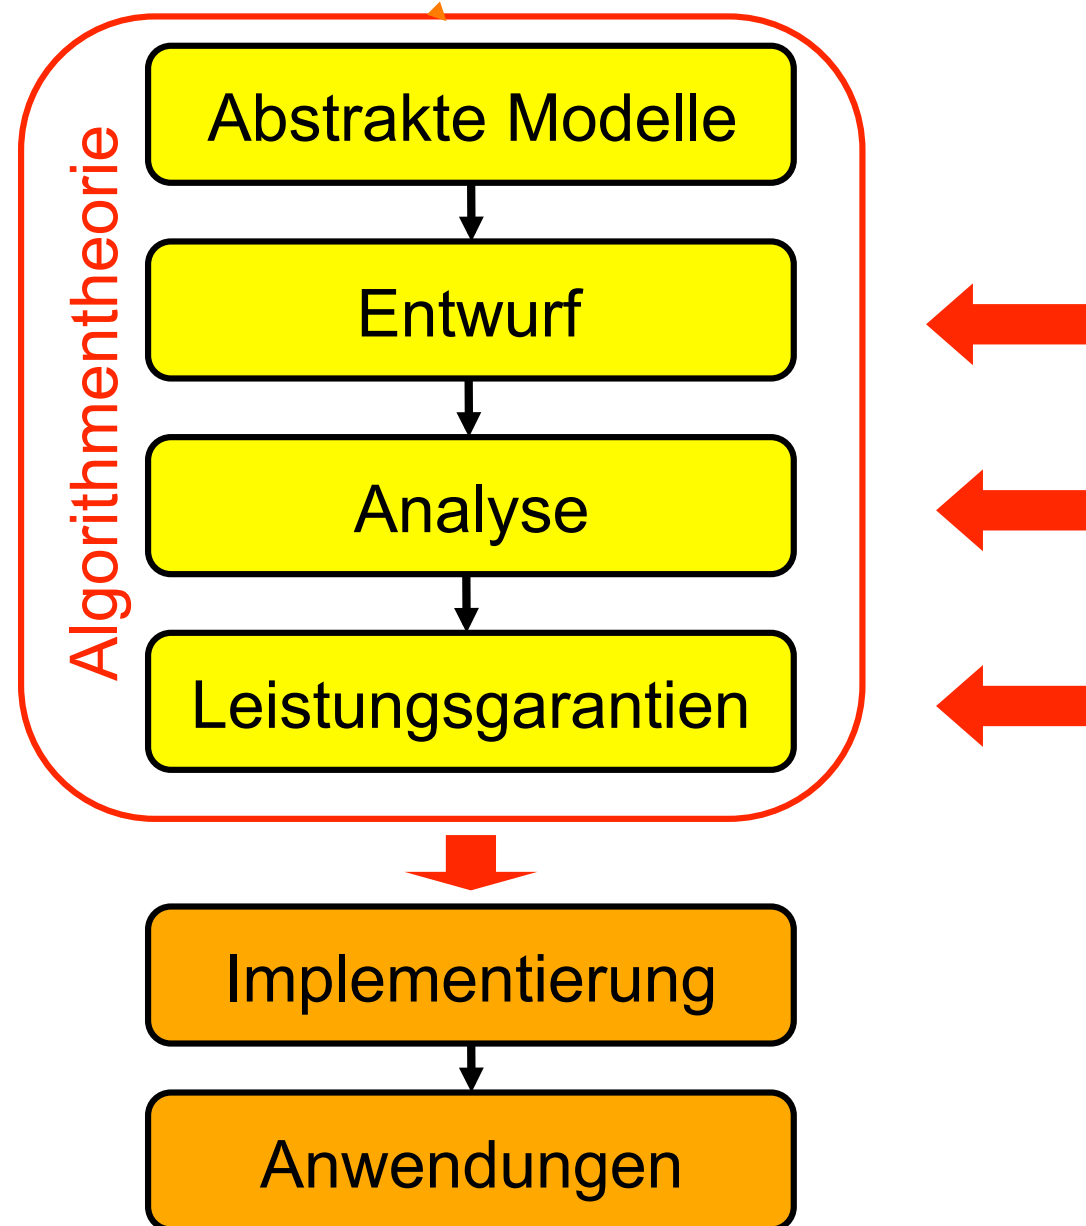 Algorithmentheorie
Abstrakte Modelle
Entwurf
Analyse
Leistungsgarantien
Implementierung
Anwendungen